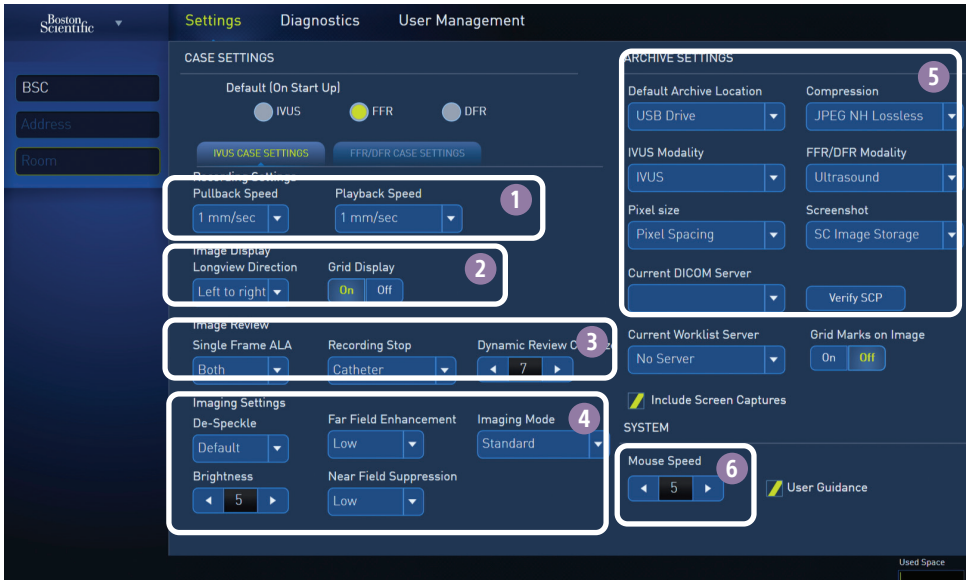 Boston
Scientific
Settings Diagnostics User Management
BSC
Address
Room
CASE SETTINGS
Default (On Start Up)
IVUS FFR DFR
IVUS CASE SETTINGS FFR/DFR CASE SETTINGS
Recording Settings
Pullback Speed Playback Speed
1 mm/sec 1 mm/sec
1
Image Display
Longview Direction Grid Display
Left to right On Off
2
Image Review
Single Frame ALA Recording Stop Dynamic Review
Both Catheter 7
3
Imaging Settings
De-Speckle Far Field Enhancement Imaging Mode
Default Low Standard
4
Brightness Near Field Suppression
5 Low
ARCHIVE SETTINGS
5
Default Archive Location Compression
USB Drive JPEG NH Lossless
IVUS Modality FFR/DFR Modality
IVUS Ultrasound
Pixel size Screenshot
Pixel Spacing SC Image Storage
Current DICOM Server
Verify SCP
Current Worklist Server Grid Marks on Image
No Server On Off
Include Screen Captures
SYSTEM
Mouse Speed
6
5 User Guidance
Used Space